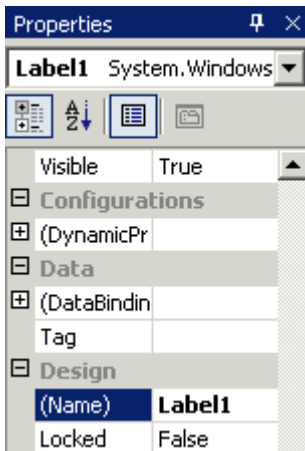 Properties
Label1 System.Windows
Visible True
Configurations
(DynamicPr
Data
(DataBindin
Tag
Design
(Name) Label1
Locked False